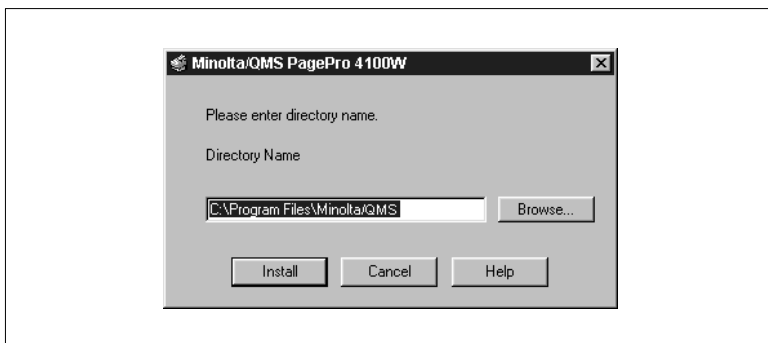 Minolta/QMS PagePro 4100W
Please enter directory name.
Directory Name
C:\Program Files\Minolta/QMS
Browse...
Install Cancel Help